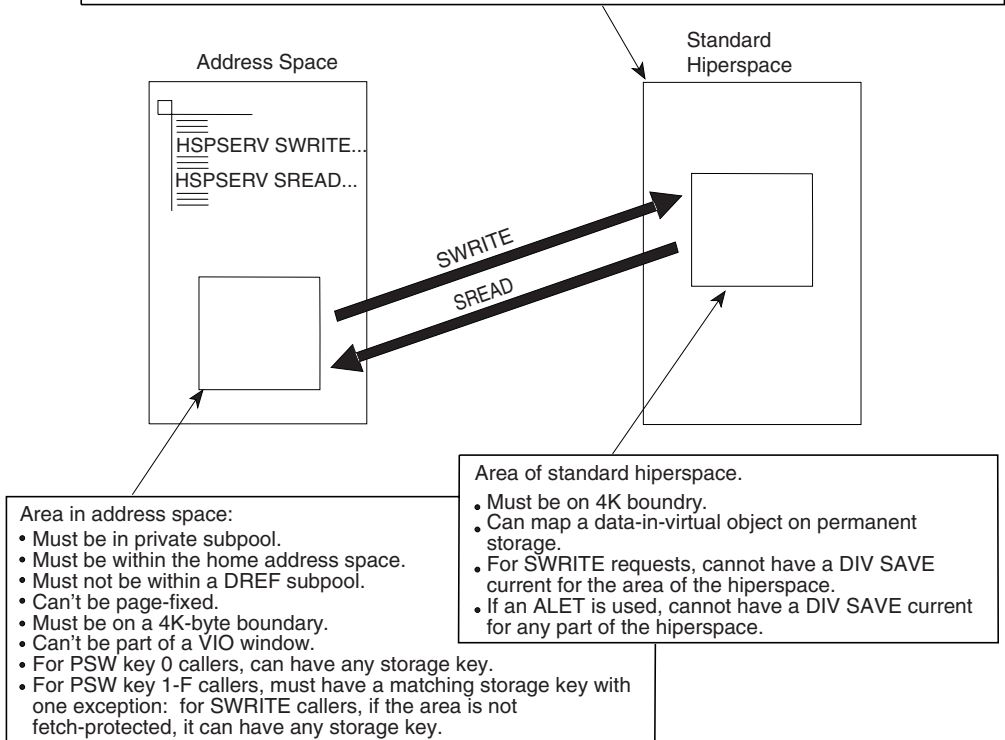 Address Space
Standard
Hiperspace
HSPSERV SWRITE...
HSPSERV SREAD...
SWRITE
SREAD
Area in address space:
• Must be in private subpool.
• Must be within the home address space.
• Must not be within a DREF subpool.
• Can't be page-fixed.
• Must be on a 4K-byte boundary.
• Can't be part of a VIO window.
• For PSW key 0 callers, can have any storage key.
• For PSW key 1-F callers, must have a matching storage key with
one exception: for SWRITE callers, if the area is not
fetch-protected, it can have any storage key.
Area of standard hiperspace.
• Must be on 4K boundry.
• Can map a data-in-virtual object on permanent
storage.
• For SWRITE requests, cannot have a DIV SAVE
current for the area of the hiperspace.
• If an ALET is used, cannot have a DIV SAVE current
for any part of the hiperspace.